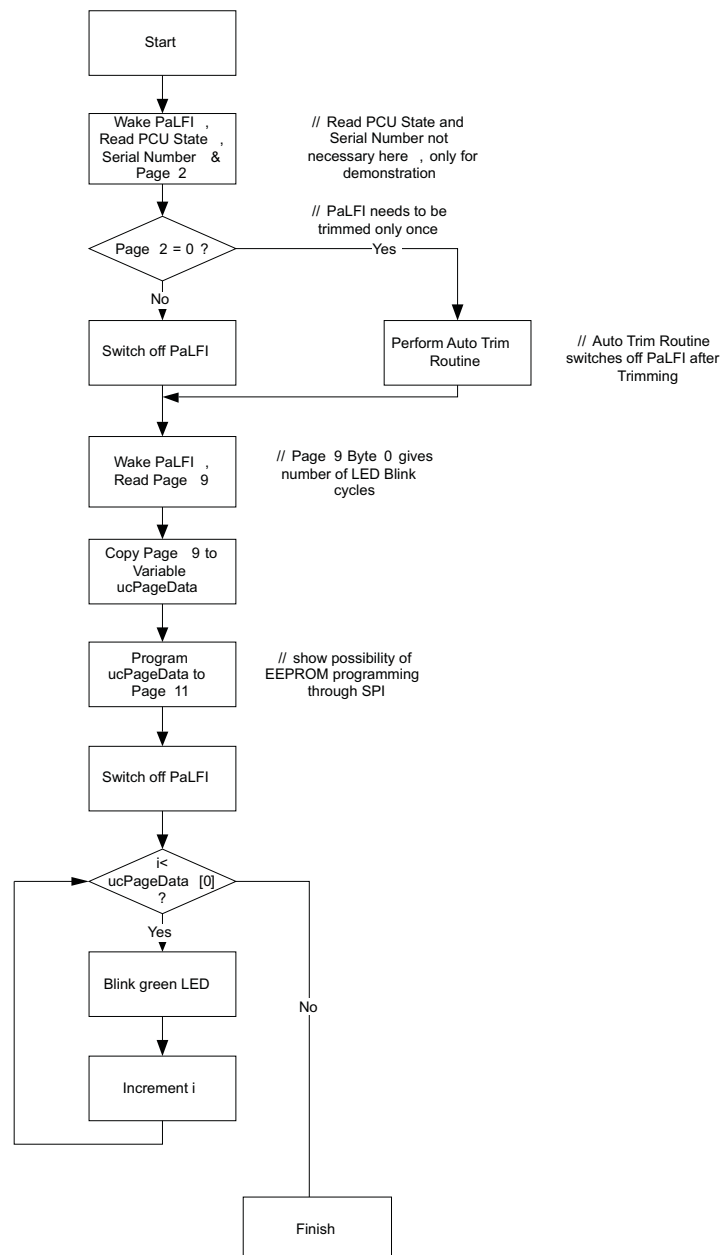 Start
Wake PaLFI ,
Read PCU State ,
Serial Number &
Page 2
// Read PCU State and
Serial Number not
necessary here , only for
demonstration
// PaLFI needs to be
trimmed only once
Page 2 = 0 ?
Yes
No
Switch off PaLFI
Perform Auto Trim
Routine
// Auto Trim Routine
switches off PaLFI after
Trimming
Wake PaLFI ,
Read Page 9
// Page 9 Byte 0 gives
number of LED Blink
cycles
Copy Page 9 to
Variable
ucPageData
Program
ucPageData to
Page 11
// show possibility of
EEPROM programming
through SPI
Switch off PaLFI
i<
ucPageData [0]
?
Yes
Blink green LED
No
Increment i
Finish